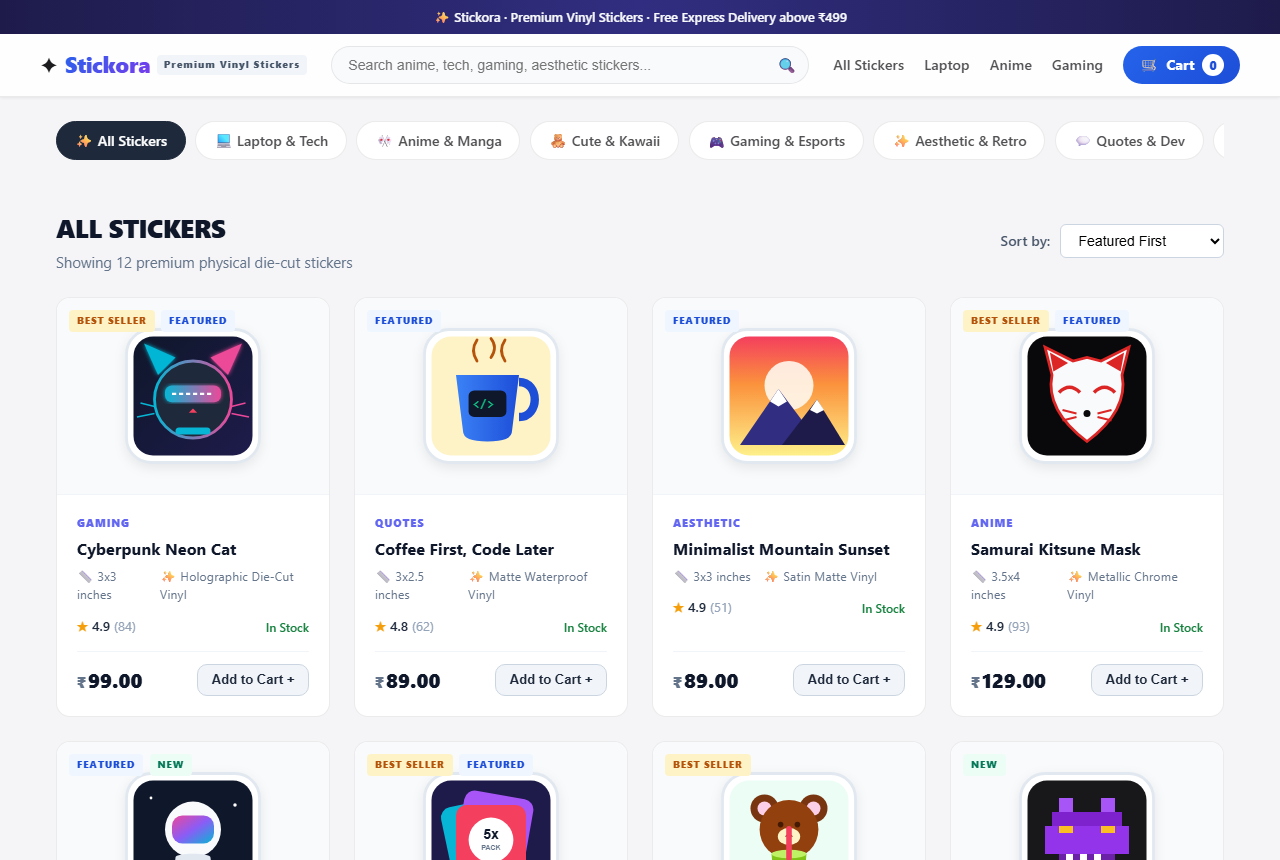 ✨ Stickora · Premium Vinyl Stickers · Free Express Delivery above ₹499
✦ Stickora Premium Vinyl Stickers
Search anime, tech, gaming, aesthetic stickers...
All Stickers Laptop Anime Gaming
Cart 0
✨ All Stickers
Laptop & Tech
Anime & Manga
Cute & Kawaii
Gaming & Esports
✨ Aesthetic & Retro
Quotes & Dev
ALL STICKERS
Showing 12 premium physical die-cut stickers
Sort by: Featured First
BEST SELLER FEATURED
GAMING
Cyberpunk Neon Cat
3x3 inches
✨ Holographic Die-Cut Vinyl
★ 4.9 (84) In Stock
₹99.00 Add to Cart +
FEATURED
</>
QUOTES
Coffee First, Code Later
3x2.5 inches
✨ Matte Waterproof Vinyl
★ 4.8 (62) In Stock
₹89.00 Add to Cart +
FEATURED
AESTHETIC
Minimalist Mountain Sunset
3x3 inches ✨ Satin Matte Vinyl
★ 4.9 (51) In Stock
₹89.00 Add to Cart +
BEST SELLER FEATURED
ANIME
Samurai Kitsune Mask
3.5x4 inches
✨ Metallic Chrome Vinyl
★ 4.9 (93) In Stock
₹129.00 Add to Cart +
FEATURED NEW
BEST SELLER FEATURED
5x
PACK
BEST SELLER
NEW